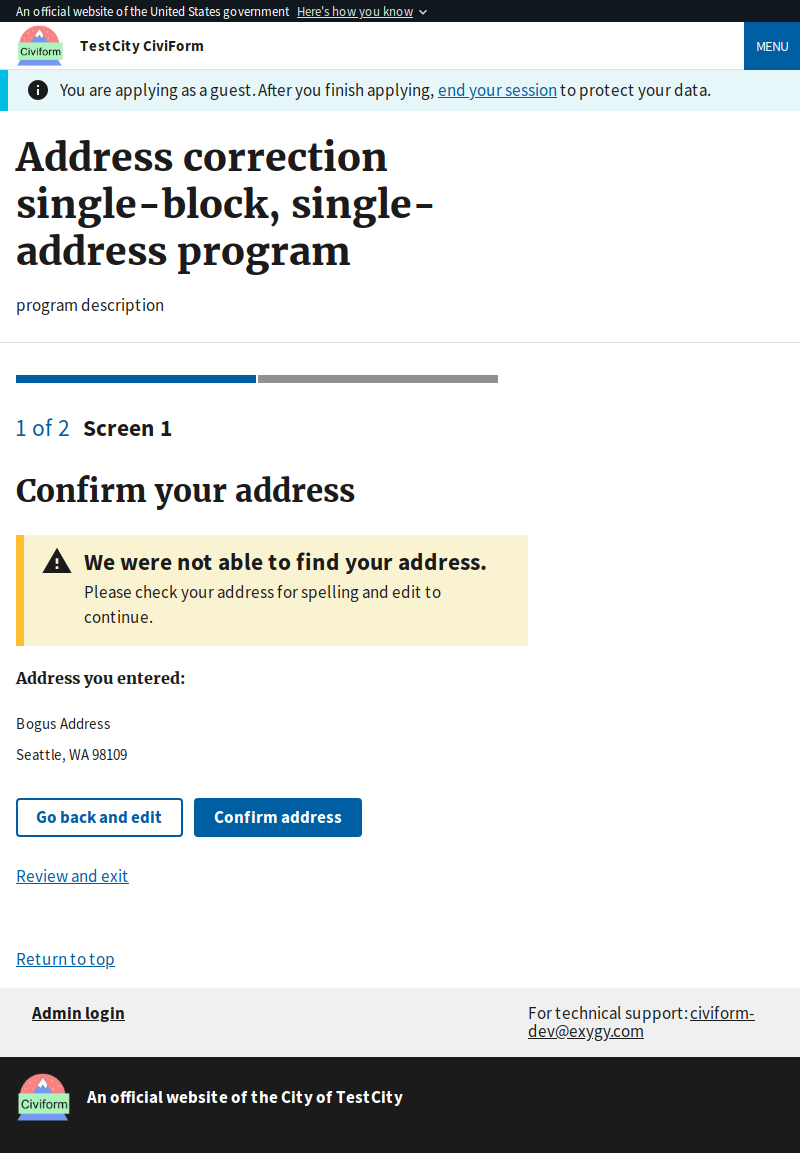 An official website of the United States government Here's how you know
Civiform
TestCity CiviForm
MENU
You are applying as a guest. After you finish applying, end your session to protect your data.
Address correction
single-block, single-
address program
program description
1 of 2 Screen 1
Confirm your address
We were not able to find your address.
Please check your address for spelling and edit to
continue.
Address you entered:
Bogus Address
Seattle, WA 98109
Go back and edit
Confirm address
Review and exit
Return to top
Admin login
For technical support: civiform-
dev@exygy.com
Civiform
An official website of the City of TestCity